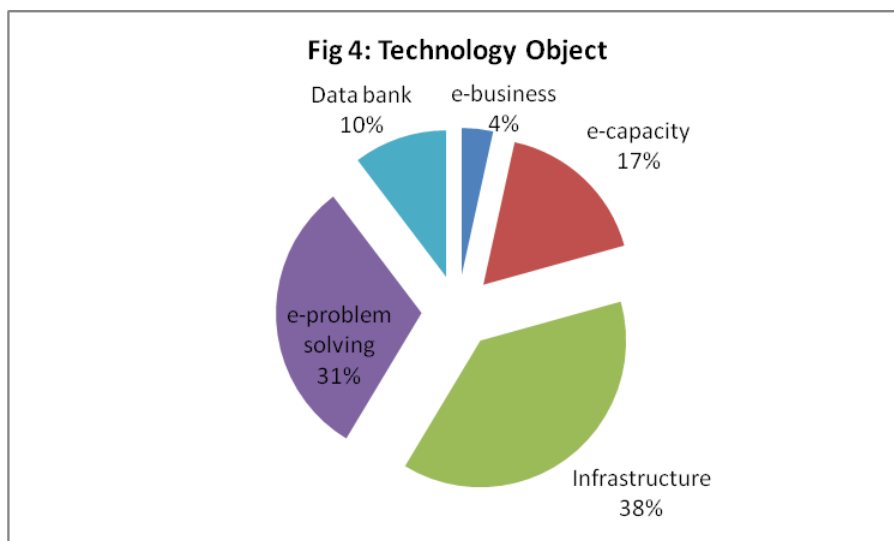 Fig 4: Technology Object
Data bank
10%
e-business
4%
e-capacity
17%
e-problem
solving
31%
Infrastructure
38%